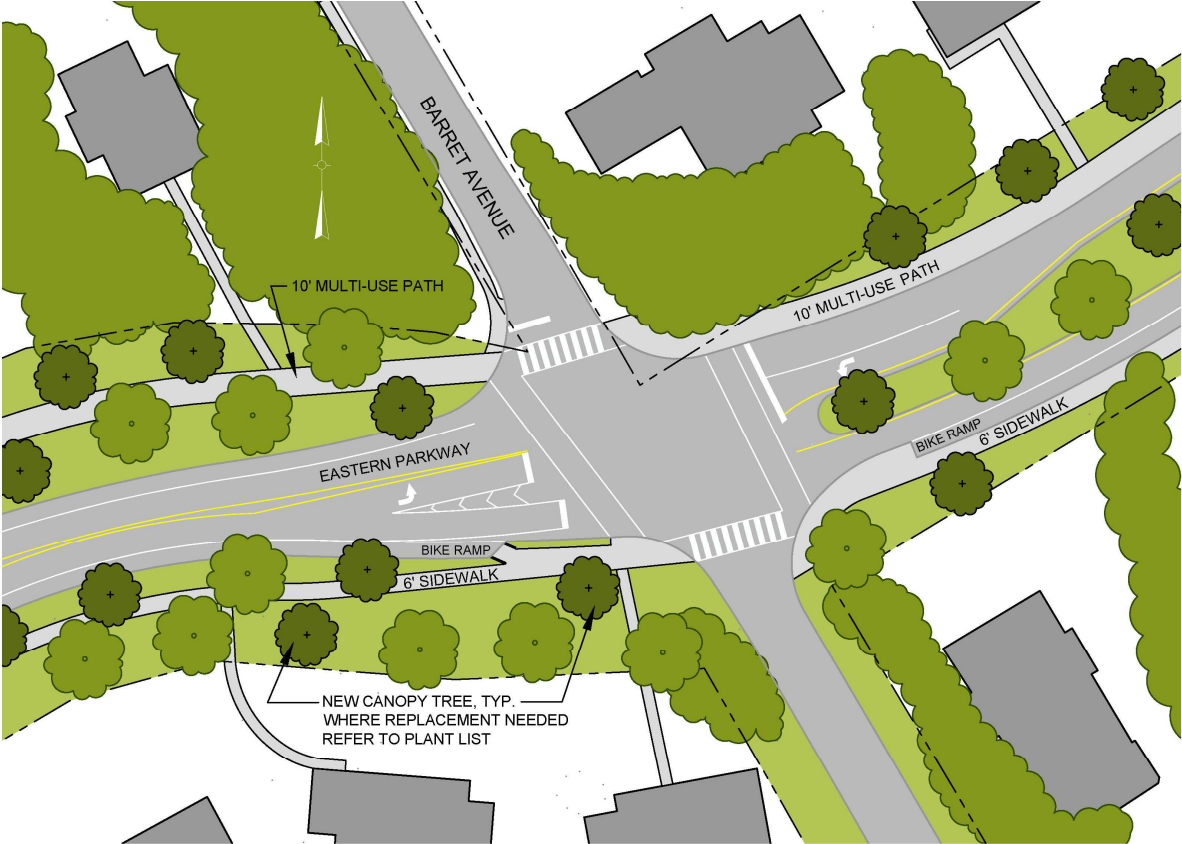 BARRET AVENUE
10' MULTI-USE PATH
10' MULTI-USE PATH
EASTERN PARKWAY
BIKE RAMP
6' SIDEWALK
BIKE RAMP
6' SIDEWALK
NEW CANOPY TREE, TYP.
WHERE REPLACEMENT NEEDED
REFER TO PLANT LIST